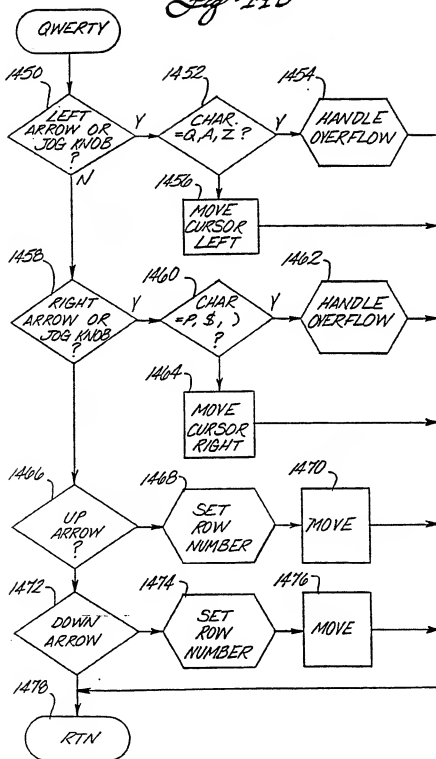 QWERTY
1450
LEFT
ARROW OR
JOG KNOB
?
Y
N
1452
CHAR.
=Q,A,Z ?
Y
1454
HANDLE
OVERFLOW
1456
MOVE
CURSOR
LEFT
1458
RIGHT
ARROW OR
JOG KNOB
?
Y
1460
CHAR
=P,$, )
?
Y
1462
HANDLE
OVERFLOW
1464
MOVE
CURSOR
RIGHT
1466
UP
ARROW
?
1468
SET
ROW
NUMBER
1470
MOVE
1472
DOWN
ARROW
1474
SET
ROW
NUMBER
1476
MOVE
1478
RTN